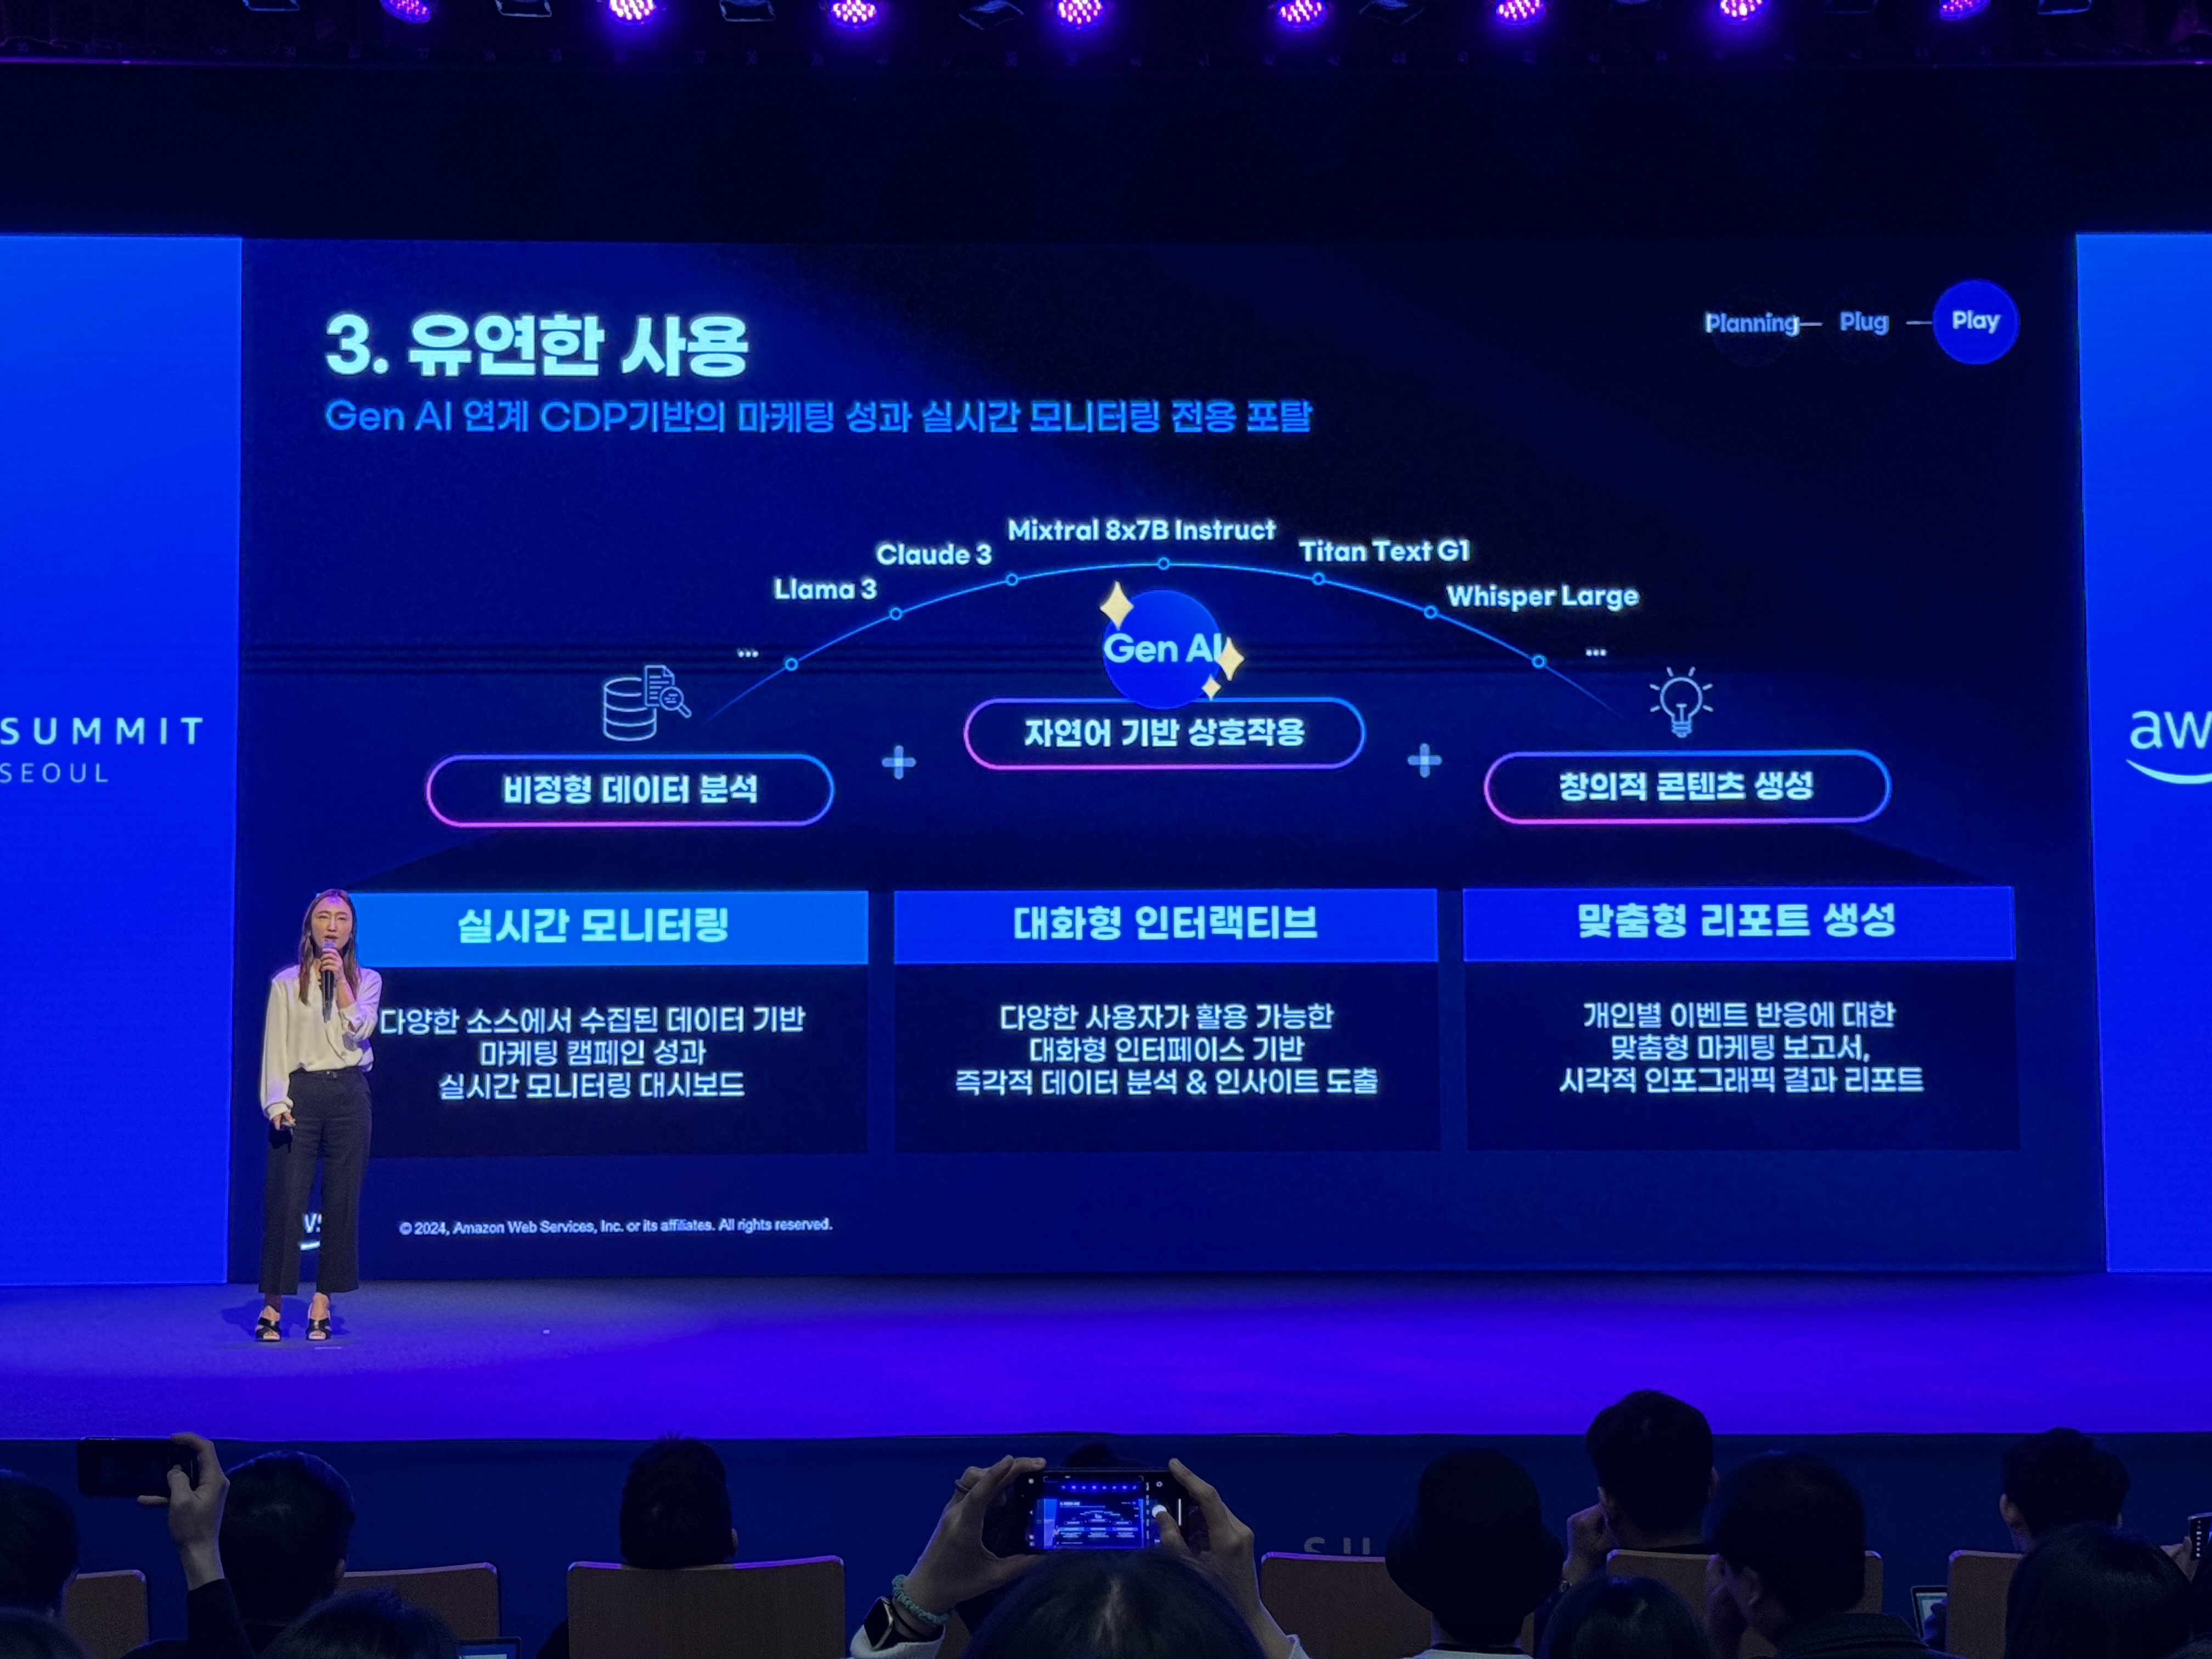 3. 유연한 사용
Planning
Plug
Play
Gen AI 연계 CDP기반의 마케팅 성과 실시간 모니터링 전용 포탈
...
Llama 3
Claude 3
Mixtral 8x7B Instruct
Titan Text G1
Whisper Large
...
Gen AI
비정형 데이터 분석
+
자연어 기반 상호작용
+
창의적 콘텐츠 생성
SUMMIT
SEOUL
aw
실시간 모니터링
다양한 소스에서 수집된 데이터 기반
마케팅 캠페인 성과
실시간 모니터링 대시보드
대화형 인터랙티브
다양한 사용자가 활용 가능한
대화형 인터페이스 기반
즉각적 데이터 분석 & 인사이트 도출
맞춤형 리포트 생성
개인별 이벤트 반응에 대한
맞춤형 마케팅 보고서,
시각적 인포그래픽 결과 리포트
© 2024, Amazon Web Services, Inc. or its affiliates. All rights reserved.
SU